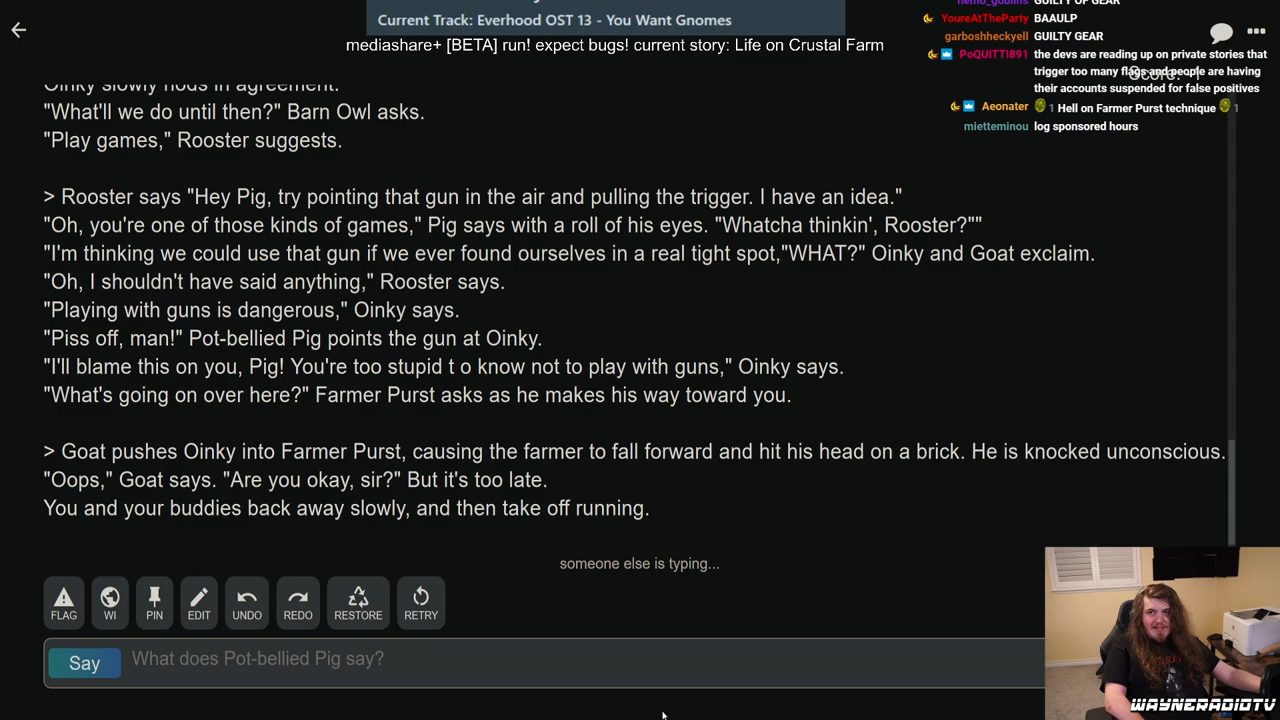 Current Track: Everhood OST 13 - You Want Gnomes
mediashare+ [BETA] run! expect bugs! current story: Life on Crustal Farm
nemo_goblins GUILTY OF GEAR
YoureAtTheParty BAAULP
garboshheckyell GUILTY GEAR
PoQUITTI891 the devs are reading up on private stories that
trigger too many flags and people are having
their accounts suspended for false positives
Aeonater 1 Hell on Farmer Purst technique 1
mietteminou log sponsored hours
Oinky slowly nods in agreement.
"What'll we do until then?" Barn Owl asks.
"Play games," Rooster suggests.
> Rooster says "Hey Pig, try pointing that gun in the air and pulling the trigger. I have an idea."
"Oh, you're one of those kinds of games," Pig says with a roll of his eyes. "Whatcha thinkin', Rooster?""
"I'm thinking we could use that gun if we ever found ourselves in a real tight spot,"WHAT?" Oinky and Goat exclaim.
"Oh, I shouldn't have said anything," Rooster says.
"Playing with guns is dangerous," Oinky says.
"Piss off, man!" Pot-bellied Pig points the gun at Oinky.
"I'll blame this on you, Pig! You're too stupid t o know not to play with guns," Oinky says.
"What's going on over here?" Farmer Purst asks as he makes his way toward you.
> Goat pushes Oinky into Farmer Purst, causing the farmer to fall forward and hit his head on a brick. He is knocked unconscious.
"Oops," Goat says. "Are you okay, sir?" But it's too late.
You and your buddies back away slowly, and then take off running.
someone else is typing...
FLAG WI PIN EDIT UNDO REDO RESTORE RETRY
Say What does Pot-bellied Pig say?
WAYNERADIOTV